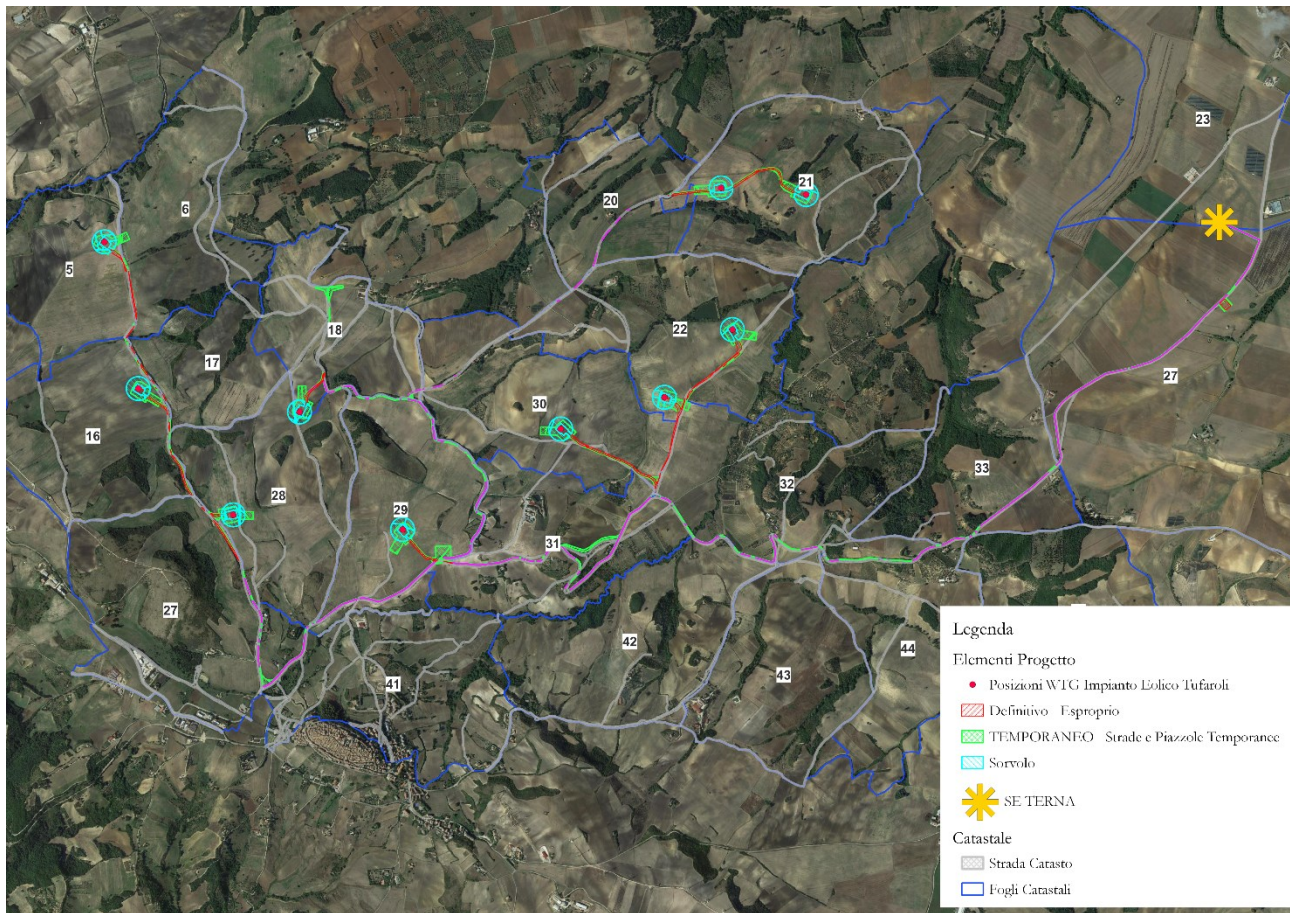 23
21
20
6
5
22
18
17
27
30
16
33
32
28
29
31
27
42
44
43
41
Legenda
Elementi Progetto
Posizioni WTG Impianto Eolico Tufaroli
Definitivo Esproprio
TEMPORANEO Strade e Piazzole Temporanee
Sorvolo
SE TERNA
Catastale
Strada Catasto
Fogli Catastali